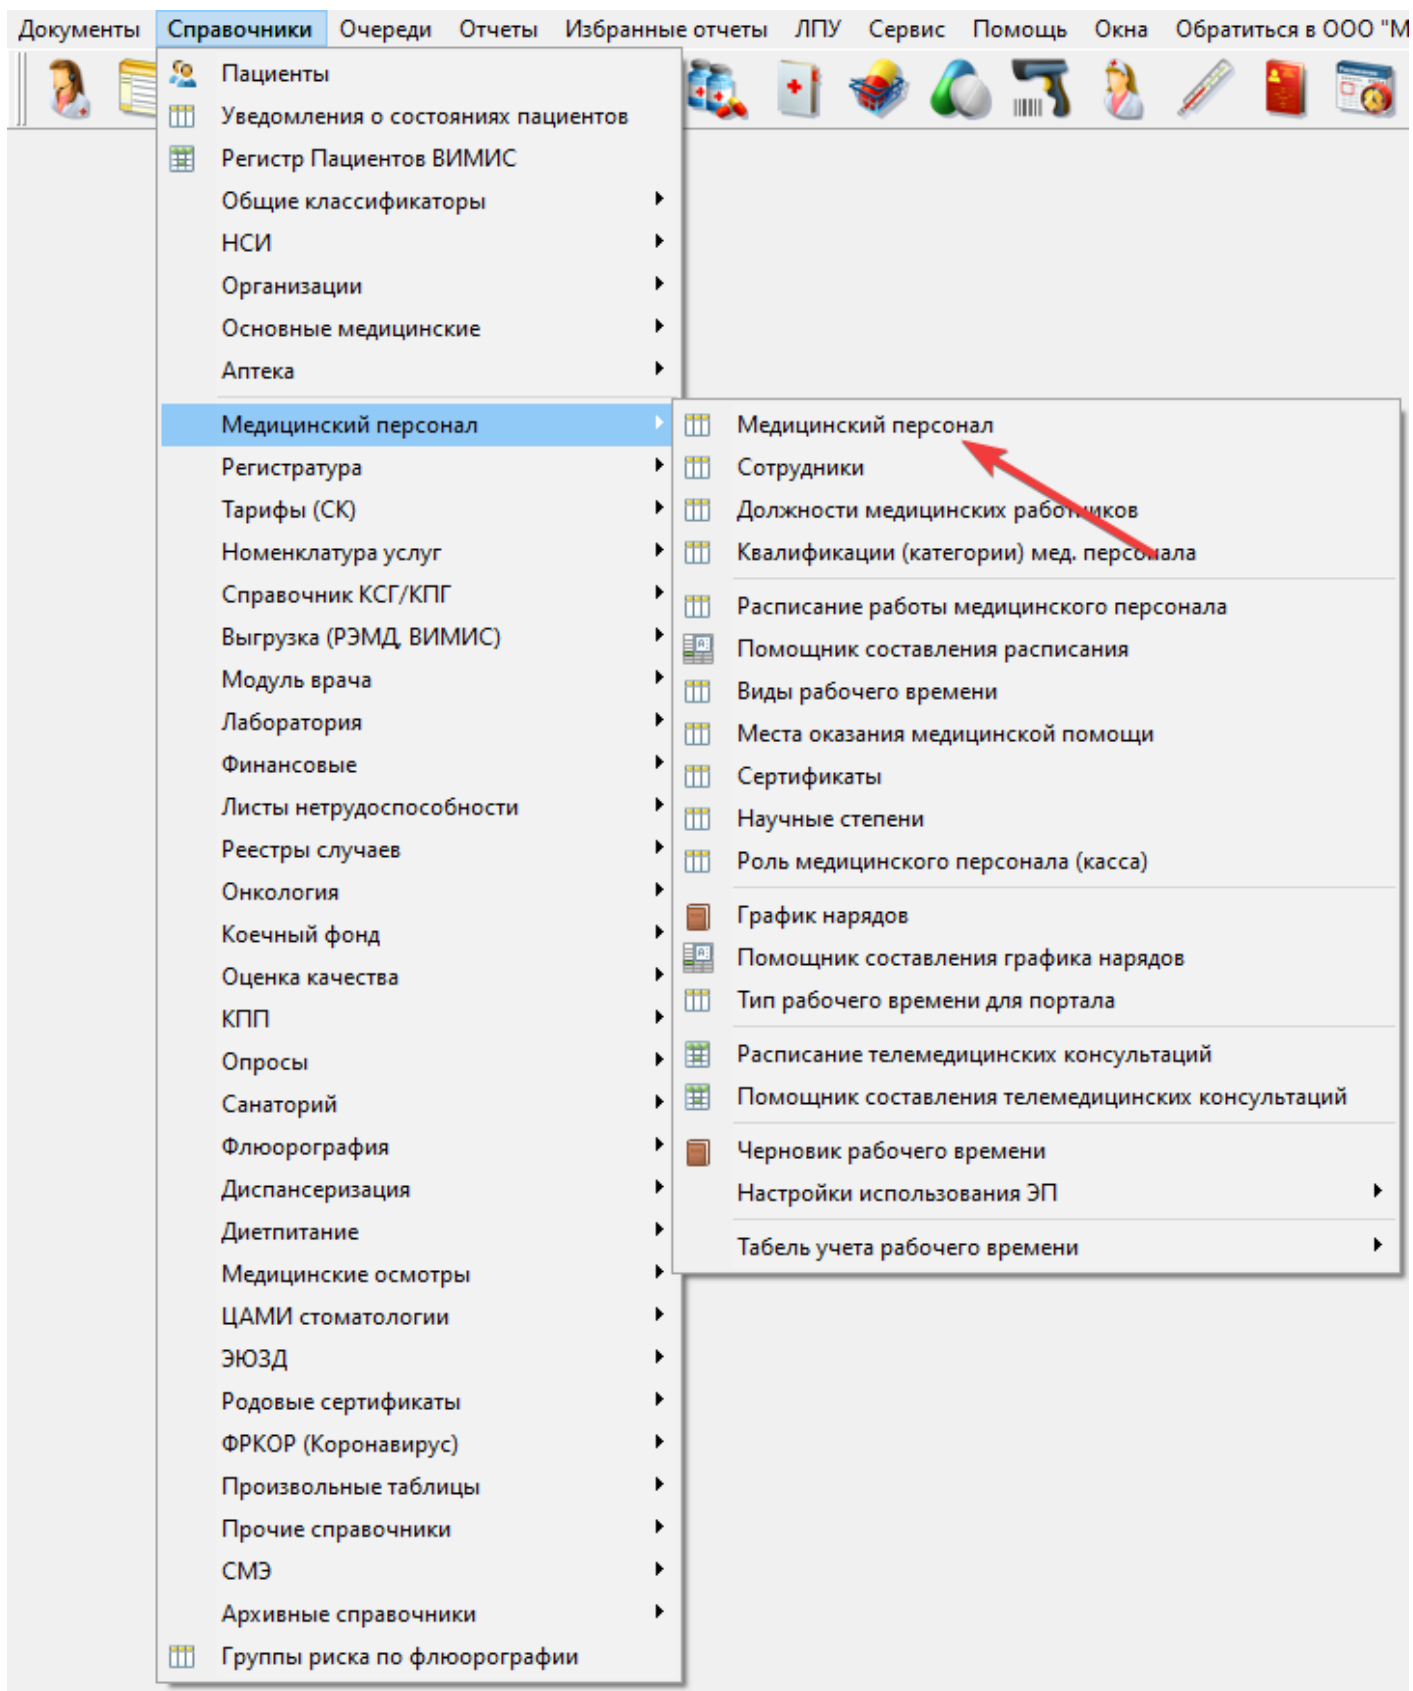 Документы Справочники Очереди Отчеты Избранные отчеты ЛПУ Сервис Помощь Окна Обратиться в ООО "М
Пациенты
Уведомления о состояниях пациентов
Регистр Пациентов ВИМИС
Общие классификаторы
НСИ
Организации
Основные медицинские
Аптека
Медицинский персонал
Регистратура
Тарифы (СК)
Номенклатура услуг
Справочник КСГ/КПГ
Выгрузка (РЭМД, ВИМИС)
Модуль врача
Лаборатория
Финансовые
Листы нетрудоспособности
Реестры случаев
Онкология
Коечный фонд
Оценка качества
КПП
Опросы
Санаторий
Флюорография
Диспансеризация
Диетпитание
Медицинские осмотры
ЦАМИ стоматологии
ЭЮЗД
Родовые сертификаты
ФРКОР (Коронавирус)
Произвольные таблицы
Прочие справочники
СМЭ
Архивные справочники
Группы риска по флюорографии
Медицинский персонал
Сотрудники
Должности медицинских работников
Квалификации (категории) мед. персонала
Расписание работы медицинского персонала
Помощник составления расписания
Виды рабочего времени
Места оказания медицинской помощи
Сертификаты
Научные степени
Роль медицинского персонала (касса)
График нарядов
Помощник составления графика нарядов
Тип рабочего времени для портала
Расписание телемедицинских консультаций
Помощник составления телемедицинских консультаций
Черновик рабочего времени
Настройки использования ЭП
Табель учета рабочего времени